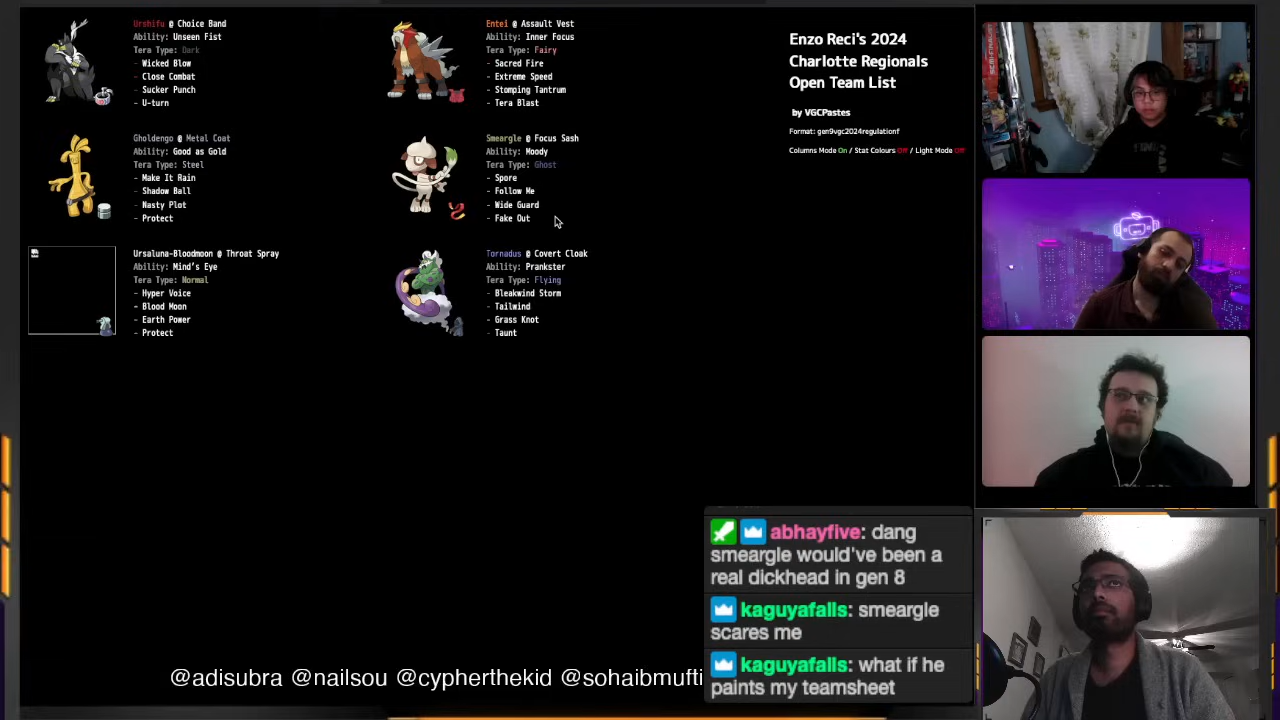 Urshifu @ Choice Band
Ability: Unseen Fist
Tera Type: Dark
- Wicked Blow
- Close Combat
- Sucker Punch
- U-turn
Entei @ Assault Vest
Ability: Inner Focus
Tera Type: Fairy
- Sacred Fire
- Extreme Speed
- Stomping Tantrum
- Tera Blast
Gholdengo @ Metal Coat
Ability: Good as Gold
Tera Type: Steel
- Make It Rain
- Shadow Ball
- Nasty Plot
- Protect
Smeargle @ Focus Sash
Ability: Moody
Tera Type: Ghost
- Spore
- Follow Me
- Wide Guard
- Fake Out
Ursaluna-Bloodmoon @ Throat Spray
Ability: Mind's Eye
Tera Type: Normal
- Hyper Voice
- Blood Moon
- Earth Power
- Protect
Tornadus @ Covert Cloak
Ability: Prankster
Tera Type: Flying
- Bleakwind Storm
- Tailwind
- Grass Knot
- Taunt
Enzo Reci's 2024
Charlotte Regionals
Open Team List
by VGCPastes
Format: gen9vgc2024regulationf
Columns Mode On / Stat Colours Off / Light Mode Off
abhayfive: dang
smeargle would've been a
real dickhead in gen 8
kaguyafalls: smeargle
scares me
kaguyafalls: what if he
paints my teamsheet
@adisubra @nailsou @cypherthekid @sohaibmufti